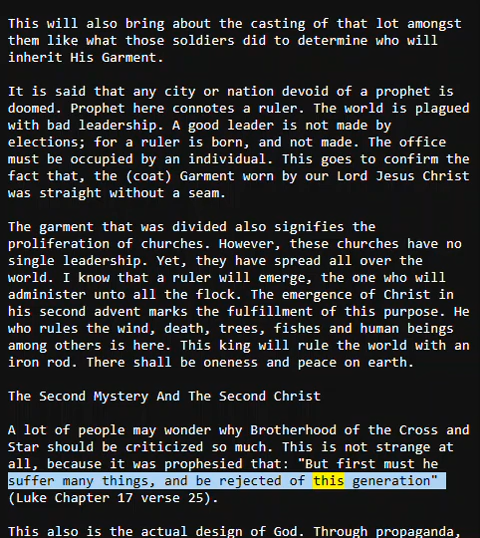 This will also bring about the casting of that lot amongst
them like what those soldiers did to determine who will
inherit His Garment.
It is said that any city or nation devoid of a prophet is
doomed. Prophet here connotes a ruler. The world is plagued
with bad leadership. A good leader is not made by
elections; for a ruler is born, and not made. The office
must be occupied by an individual. This goes to confirm the
fact that, the (coat) Garment worn by our Lord Jesus Christ
was straight without a seam.
The garment that was divided also signifies the
proliferation of churches. However, these churches have no
single leadership. Yet, they have spread all over the
world. I know that a ruler will emerge, the one who will
administer unto all the flock. The emergence of Christ in
his second advent marks the fulfillment of this purpose. He
who rules the wind, death, trees, fishes and human beings
among others is here. This king will rule the world with an
iron rod. There shall be oneness and peace on earth.
The Second Mystery And The Second Christ
A lot of people may wonder why Brotherhood of the Cross and
Star should be criticized so much. This is not strange at
all, because it was prophesied that: "But first must he
suffer many things, and be rejected of this generation"
(Luke Chapter 17 verse 25).
This also is the actual design of God. Through propaganda,